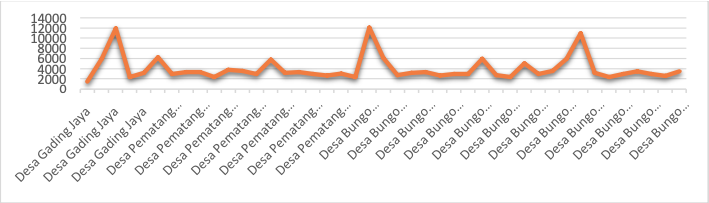 14000
12000
10000
8000
6000
4000
2000
0
Desa Gading Jaya
Desa Gading Jaya
Desa Gading Jaya
Desa Pematang…
Desa Pematang…
Desa Pematang…
Desa Pematang…
Desa Pematang…
Desa Pematang…
Desa Pematang…
Desa Bungo…
Desa Bungo…
Desa Bungo…
Desa Bungo…
Desa Bungo…
Desa Bungo…
Desa Bungo…
Desa Bungo…
Desa Bungo…
Desa Bungo…
Desa Bungo…
Desa Bungo…